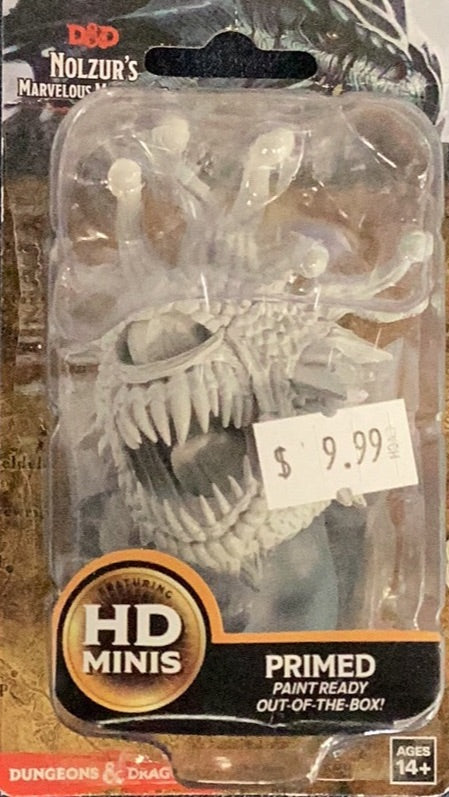 D&D
NOLZUR'S
MARVELOUS
$ 9.99
FEATURING
HD
MINIS
PRIMED
PAINT READY
OUT-OF-THE-BOX!
DUNGEONS & DRAG
AGES
14+